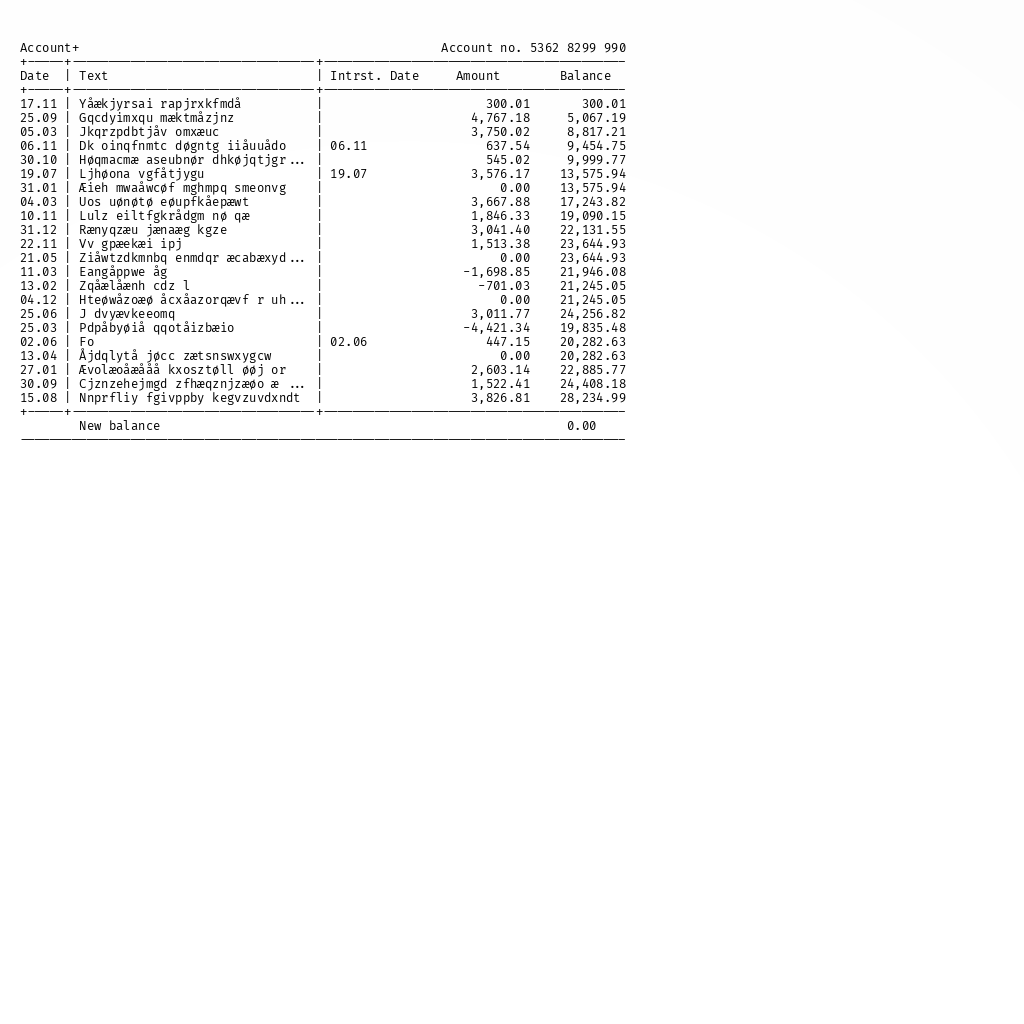 Account+ Account no. 5362 8299 990
Date | Text | Intrst. Date Amount Balance
17.11 | Yåækjyrsai rapjrxkfmdå | 300.01 300.01
25.09 | Gqcdyimxqu mæktmåzjnz | 4,767.18 5,067.19
05.03 | Jkqrzpdbtjåv omxæuc | 3,750.02 8,817.21
06.11 | Dk oinqfnmtc døgntg iiåuuådo | 06.11 637.54 9,454.75
30.10 | Høqmacmæ aseubnør dhkøjqtjgr... | 545.02 9,999.77
19.07 | Ljhøona vgfåtjygu | 19.07 3,576.17 13,575.94
31.01 | Æieh mwaåwcøf mghmpq smeonvg | 0.00 13,575.94
04.03 | Uos uønøtø eøupfkåepæwt | 3,667.88 17,243.82
10.11 | Lulz eiltfgkrådgm nø qæ | 1,846.33 19,090.15
31.12 | Rænyqzæu jænaæg kgze | 3,041.40 22,131.55
22.11 | Vv gpæekæi ipj | 1,513.38 23,644.93
21.05 | Ziåwtzdkmnbq enmdqr æcabæxyd... | 0.00 23,644.93
11.03 | Eangåppwe åg | -1,698.85 21,946.08
13.02 | Zqåælåænh cdz l | -701.03 21,245.05
04.12 | Hteøwåzoæø åcxåazorqævf r uh... | 0.00 21,245.05
25.06 | J dvyævkeeomq | 3,011.77 24,256.82
25.03 | Pdpåbyøiå qqotåizbæio | -4,421.34 19,835.48
02.06 | Fo | 02.06 447.15 20,282.63
13.04 | Åjdqlytå jøcc zætsnswxygcw | 0.00 20,282.63
27.01 | Ævolæoåæååå kxosztøll øøj or | 2,603.14 22,885.77
30.09 | Cjznzehejmgd zfhæqznjzæøo æ ... | 1,522.41 24,408.18
15.08 | Nnprfliy fgivppby kegvzuvdxndt | 3,826.81 28,234.99
New balance 0.00